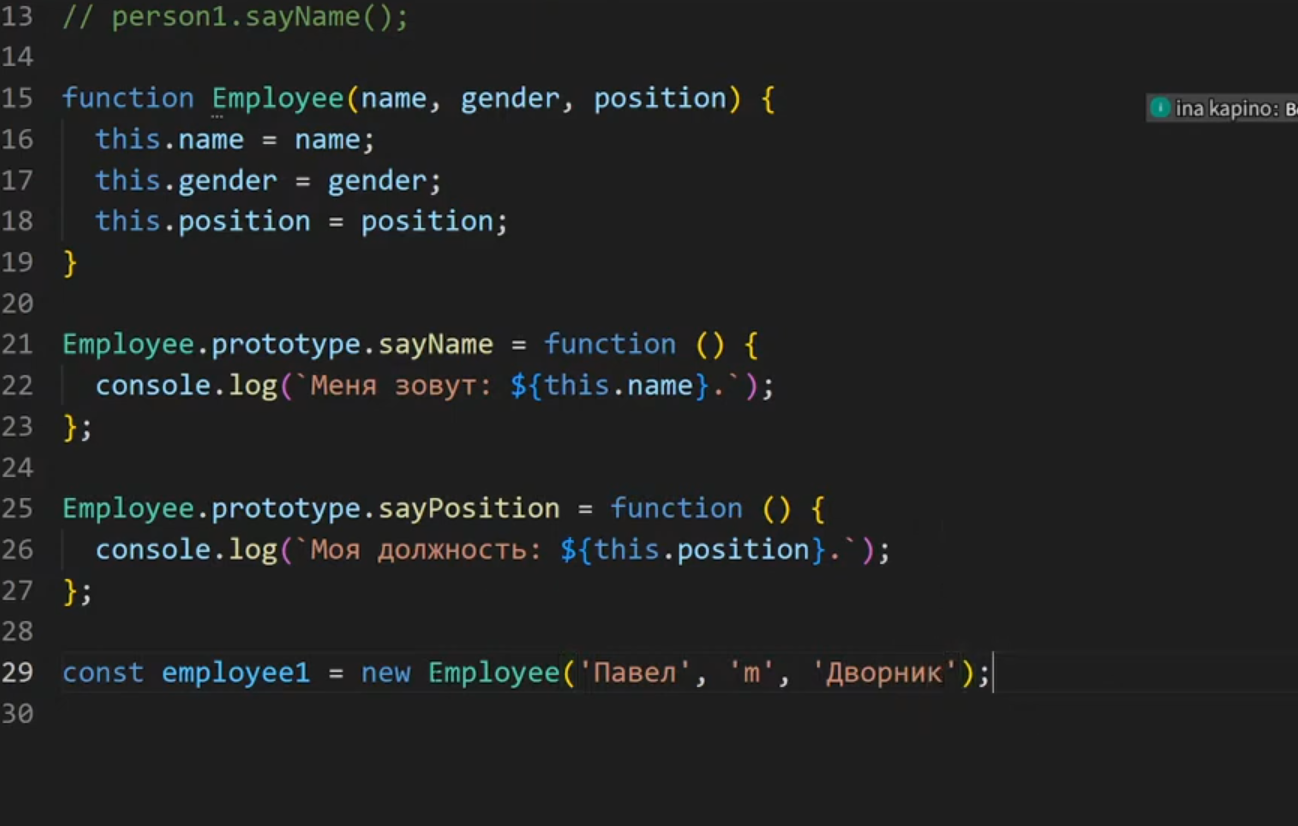 13 // person1.sayName();
14
15 function Employee(name, gender, position) {
ina kapino:
16 this.name = name;
17 this.gender = gender;
18 this.position = position;
19 }
20
21 Employee.prototype.sayName = function () {
22 console.log(`Меня зовут: ${this.name}.`);
23 };
24
25 Employee.prototype.sayPosition = function () {
26 console.log(`Моя должность: ${this.position}.`);
27 };
28
29 const employee1 = new Employee('Павел', 'm', 'Дворник');
30